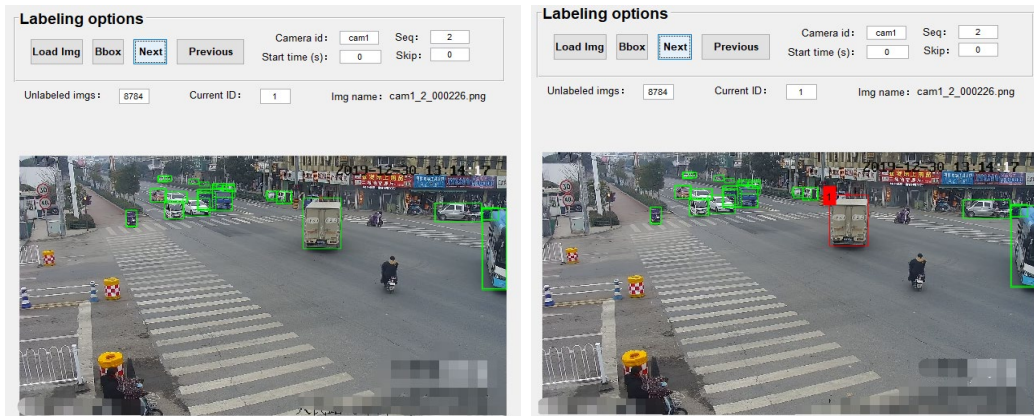 Labeling options
Load Img
Bbox
Next
Previous
Camera id:
cam1
Seq:
2
Start time (s):
0
Skip:
0
Unlabeled imgs:
8784
Current ID:
1
Img name:
cam1_2_000226.png
Labeling options
Load Img
Bbox
Next
Previous
Camera id:
cam1
Seq:
2
Start time (s):
0
Skip:
0
Unlabeled imgs:
8784
Current ID:
1
Img name:
cam1_2_000226.png
1